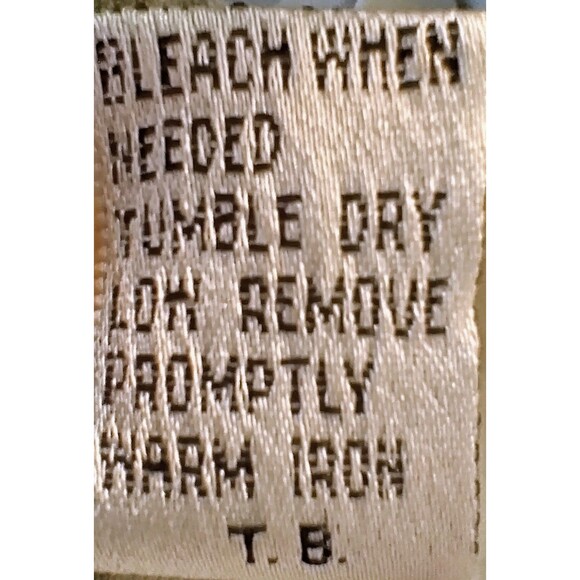 BLEACH WHEN
NEEDED
TUMBLE DRY
LOW REMOVE
PROMPTLY
WARM IRON
T. B.